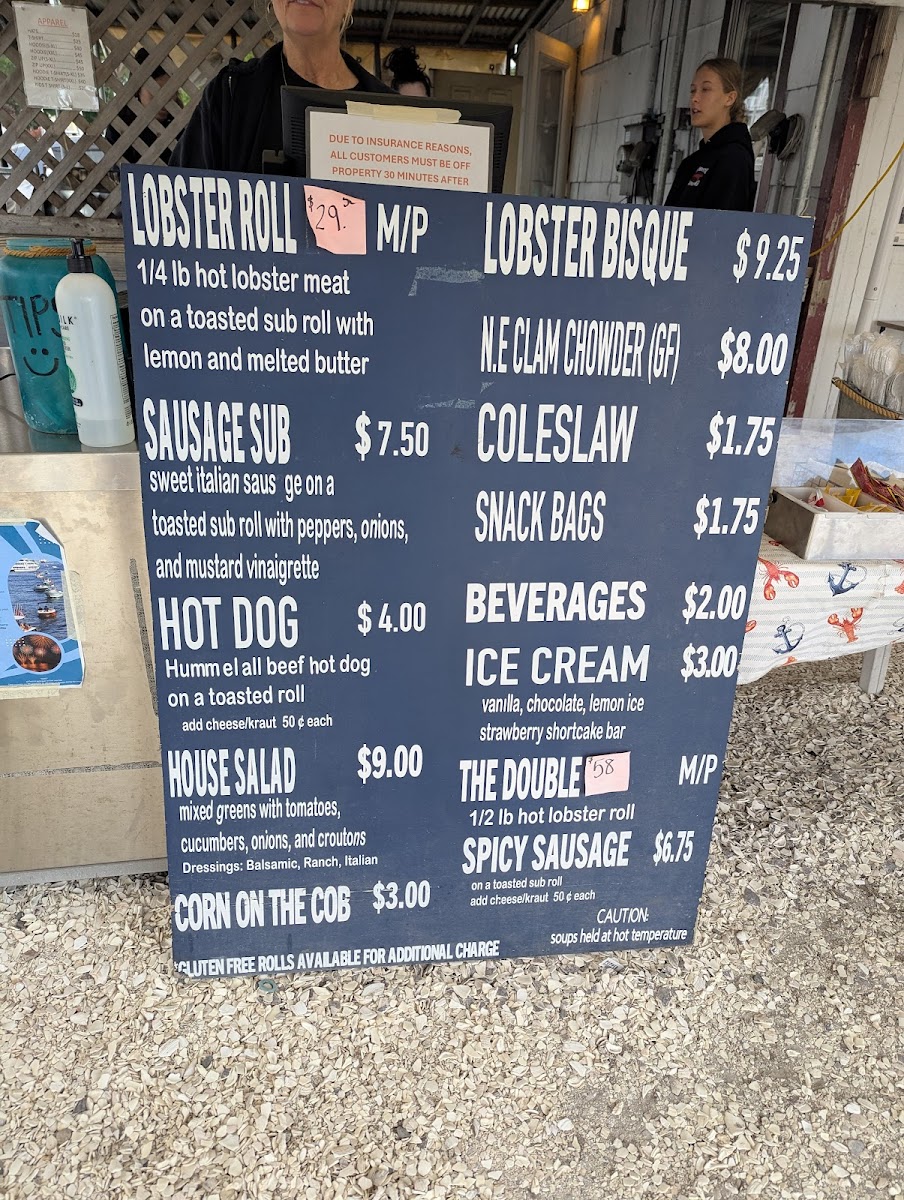 APPAREL
DUE TO INSURANCE REASONS,
ALL CUSTOMERS MUST BE OFF
PROPERTY 30 MINUTES AFTER
TIPS
LOBSTER ROLL $29. M/P
1/4 lb hot lobster meat
on a toasted sub roll with
lemon and melted butter
SAUSAGE SUB $7.50
sweet italian saus ge on a
toasted sub roll with peppers, onions,
and mustard vinaigrette
HOT DOG $4.00
Hummel all beef hot dog
on a toasted roll
add cheese/kraut 50 ¢ each
HOUSE SALAD $9.00
mixed greens with tomatoes,
cucumbers, onions, and croutons
Dressings: Balsamic, Ranch, Italian
CORN ON THE COB $3.00
*GLUTEN FREE ROLLS AVAILABLE FOR ADDITIONAL CHARGE
LOBSTER BISQUE $9.25
N.E CLAM CHOWDER (GF) $8.00
COLESLAW $1.75
SNACK BAGS $1.75
BEVERAGES $2.00
ICE CREAM $3.00
vanilla, chocolate, lemon ice
strawberry shortcake bar
THE DOUBLE $58 M/P
1/2 lb hot lobster roll
SPICY SAUSAGE $6.75
on a toasted sub roll
add cheese/kraut 50 ¢ each
CAUTION:
soups held at hot temperature